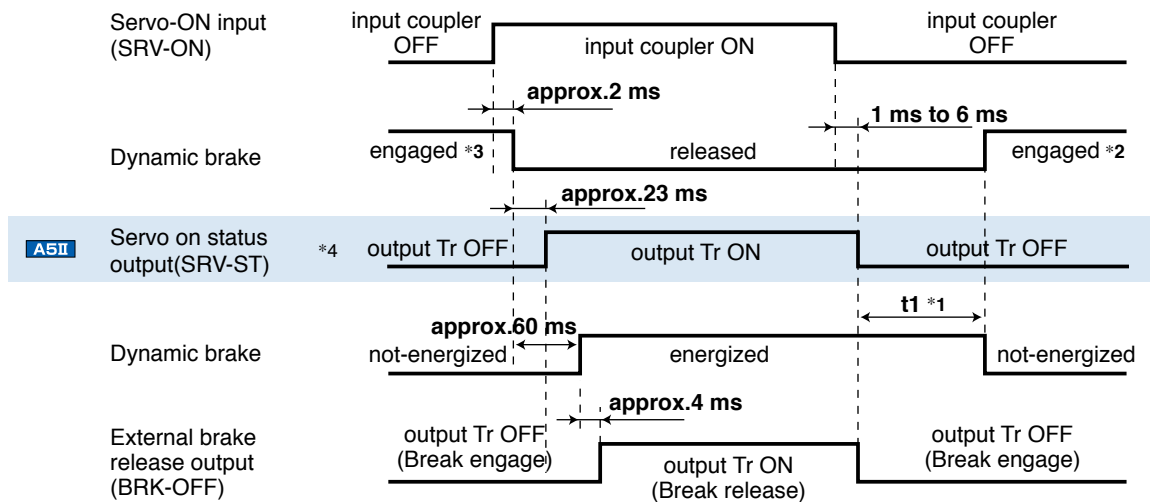 Servo-ON input
(SRV-ON)
input coupler
OFF
input coupler ON
input coupler
OFF
approx.2 ms
1 ms to 6 ms
Dynamic brake
engaged *3
released
engaged *2
approx.23 ms
A5II
Servo on status
output(SRV-ST)
*4
output Tr OFF
output Tr ON
output Tr OFF
t1 *1
approx.60 ms
Dynamic brake
not-energized
energized
not-energized
approx.4 ms
External brake
release output
(BRK-OFF)
output Tr OFF
(Break engage)
output Tr ON
(Break release)
output Tr OFF
(Break engage)